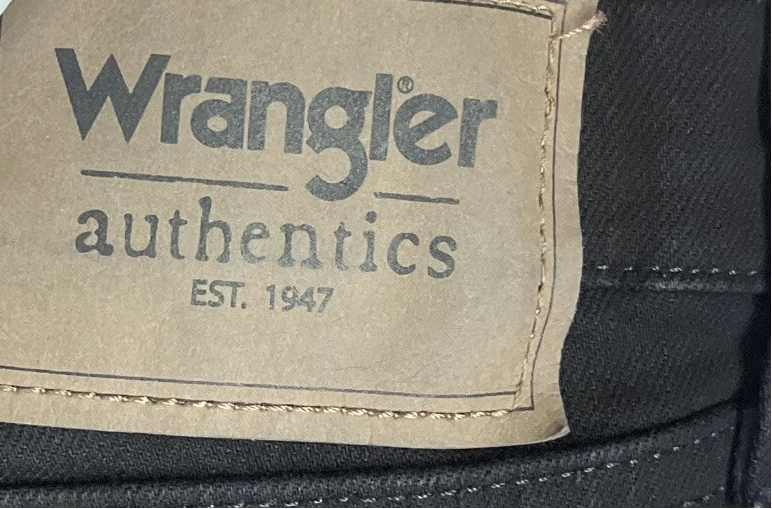 Wrangler®
authentics
EST. 1947